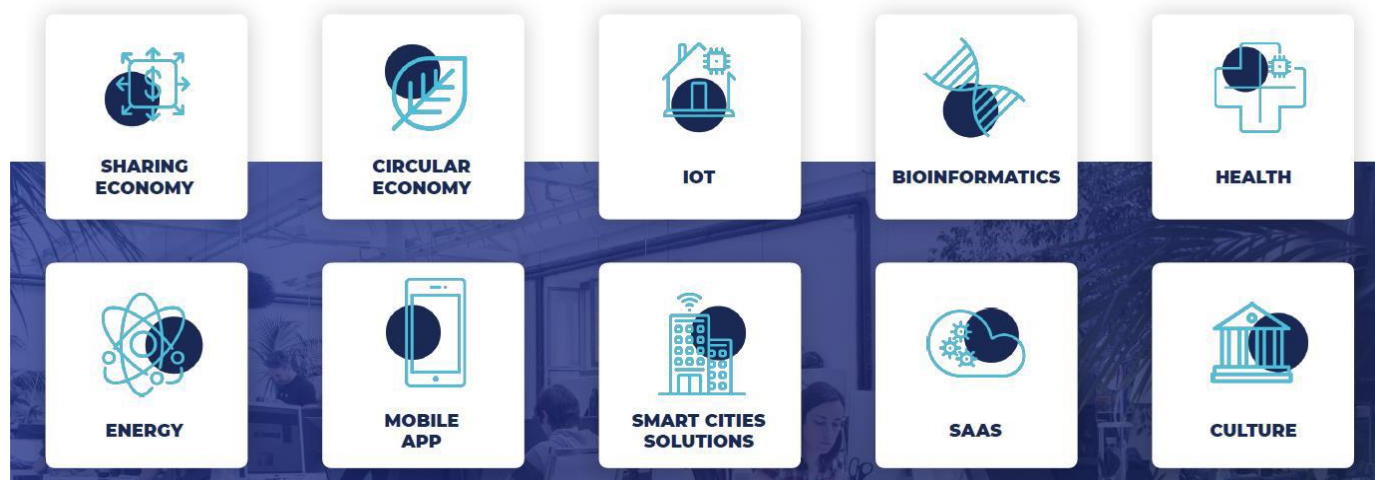 SHARING
ECONOMY
CIRCULAR
ECONOMY
IOT
BIOINFORMATICS
HEALTH
ENERGY
MOBILE
APP
SMART CITIES
SOLUTIONS
SAAS
CULTURE